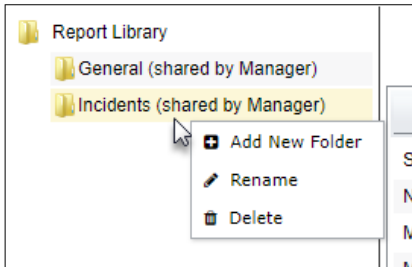 Report Library
General (shared by Manager)
Incidents (shared by Manager)
Add New Folder
Rename
Delete
S
N
M